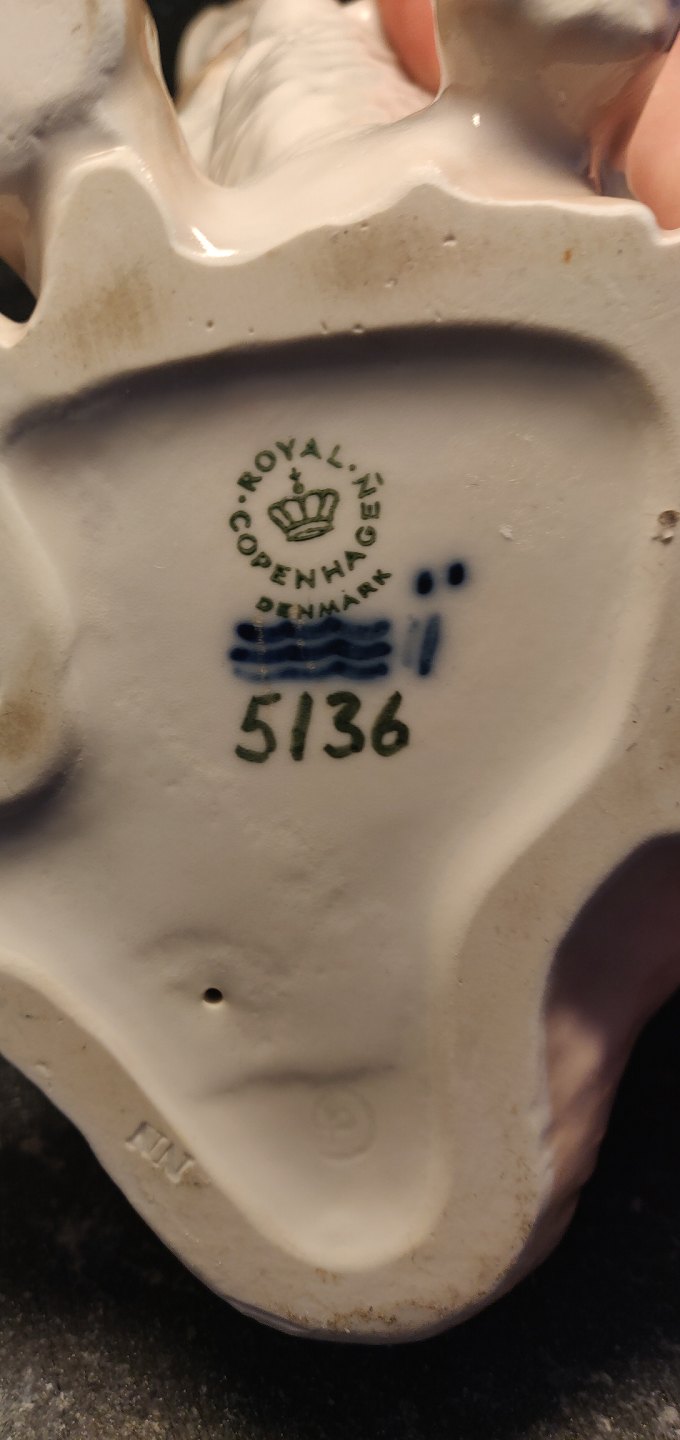 ROYAL
COPENHAGEN
DENMARK
5136